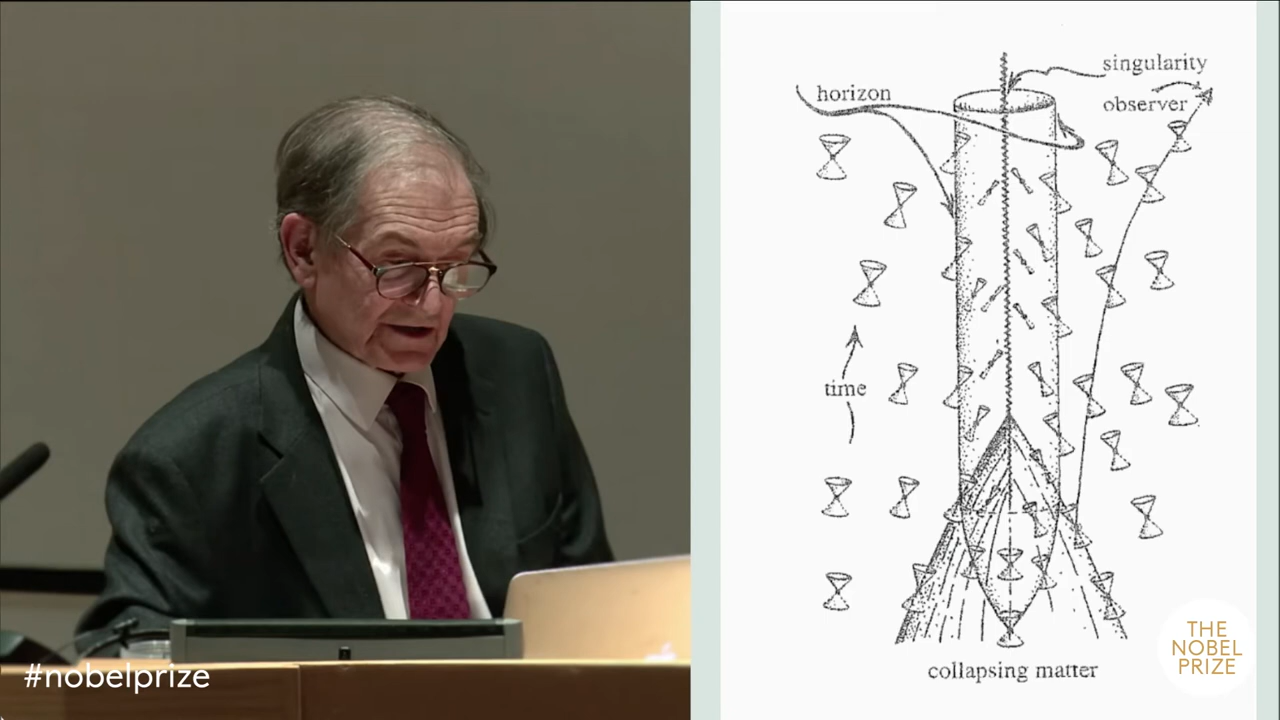 singularity
horizon
observer
time
collapsing matter
#nobelprize
THE
NOBEL
PRIZE